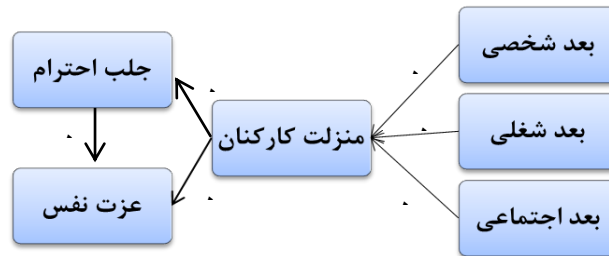 بعد شخصی
جلب احترام
منزلت کارکنان
بعد شغلی
عزت نفس
بعد اجتماعی